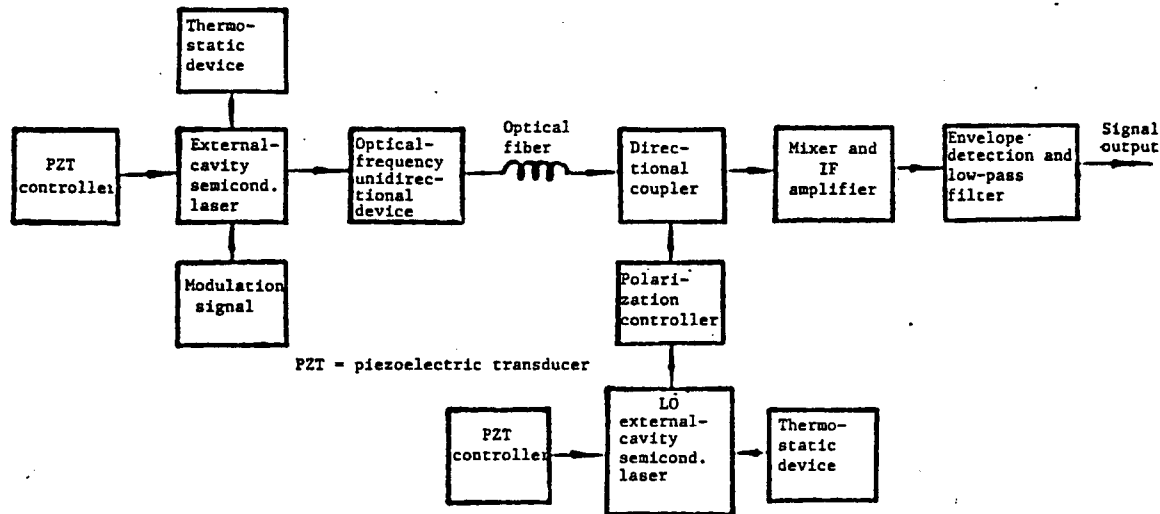 Thermo-
static
device
PZT
controller
External-
cavity
semicond.
laser
Optical-
frequency
unidirec-
tional
device
Optical
fiber
Direc-
tional
coupler
Mixer and
IF
amplifier
Envelope
detection and
low-pass
filter
Signal
output
Modulation
signal
Polari-
zation
controller
PZT = piezoelectric transducer
PZT
controller
LO
external-
cavity
semicond.
laser
Thermo-
static
device